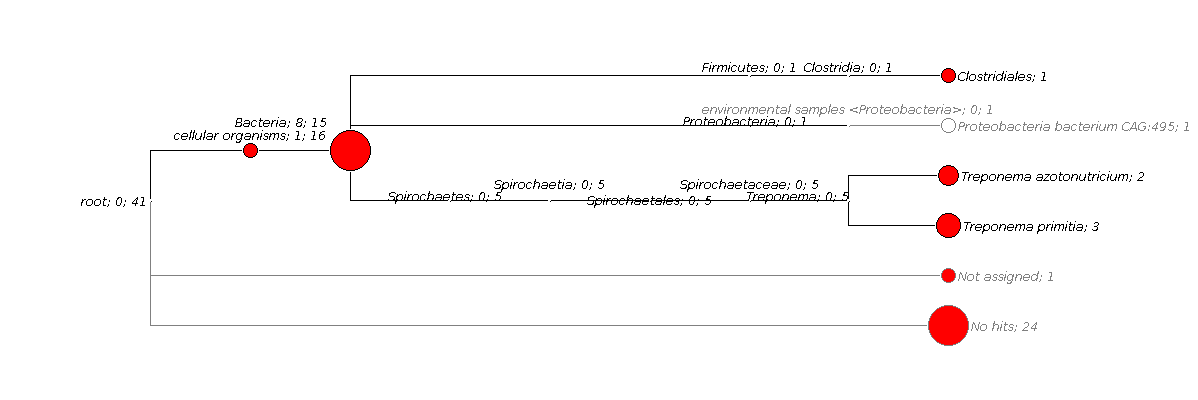 Firmicutes; 0; 1 Clostridia; 0; 1
Clostridiales; 1
environmental samples <Proteobacteria>; 0; 1
Proteobacteria; 0; 1
Proteobacteria bacterium CAG:495; 1
Bacteria; 8; 15
cellular organisms; 1; 16
Spirochaetia; 0; 5
Spirochaetaceae; 0; 5
Treponema azotonutricium; 2
root; 0; 41
Spirochaetes; 0; 5
Spirochaetales; 0; 5
Treponema; 0; 5
Treponema primitia; 3
Not assigned; 1
No hits; 24